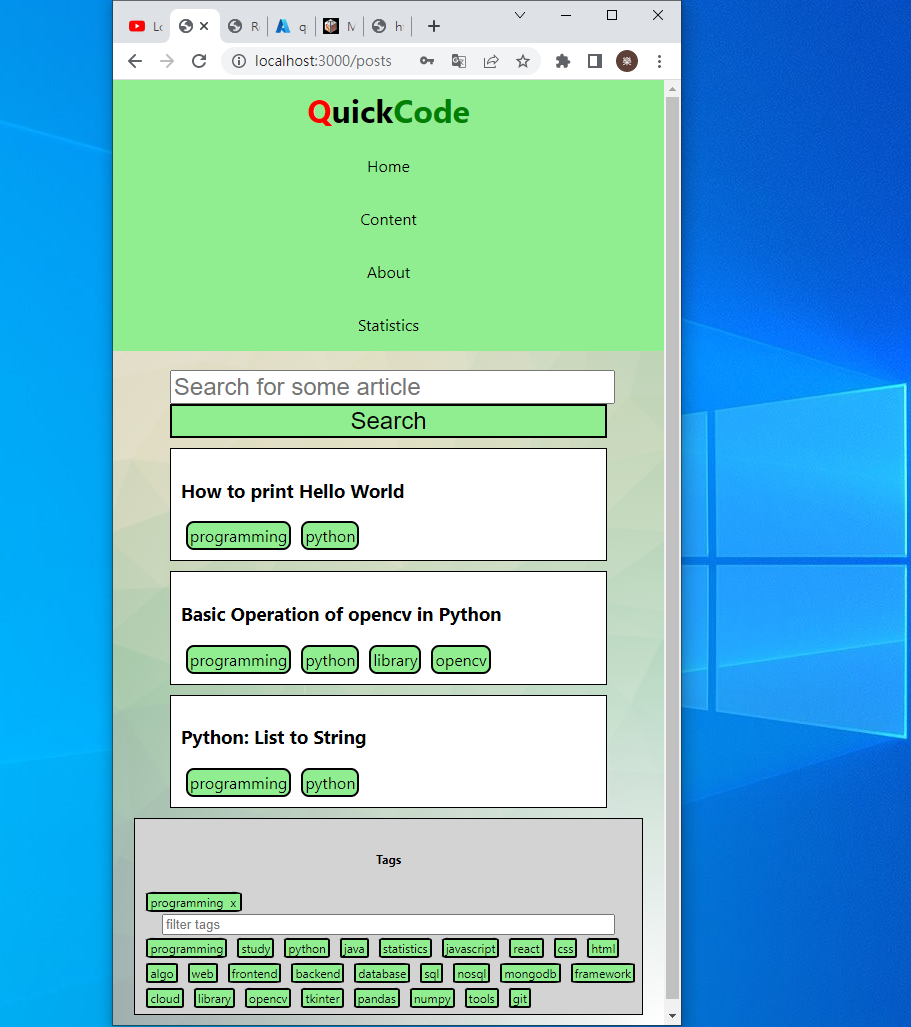 Lc
Re
q
M
h
localhost:3000/posts
樂
QuickCode
Home
Content
About
Statistics
Search for some article
Search
How to print Hello World
programming python
Basic Operation of opencv in Python
programming python library opencv
Python: List to String
programming python
Tags
programming x
filter tags
programming study python java statistics javascript react css html
algo web frontend backend database sql nosql mongodb framework
cloud library opencv tkinter pandas numpy tools git